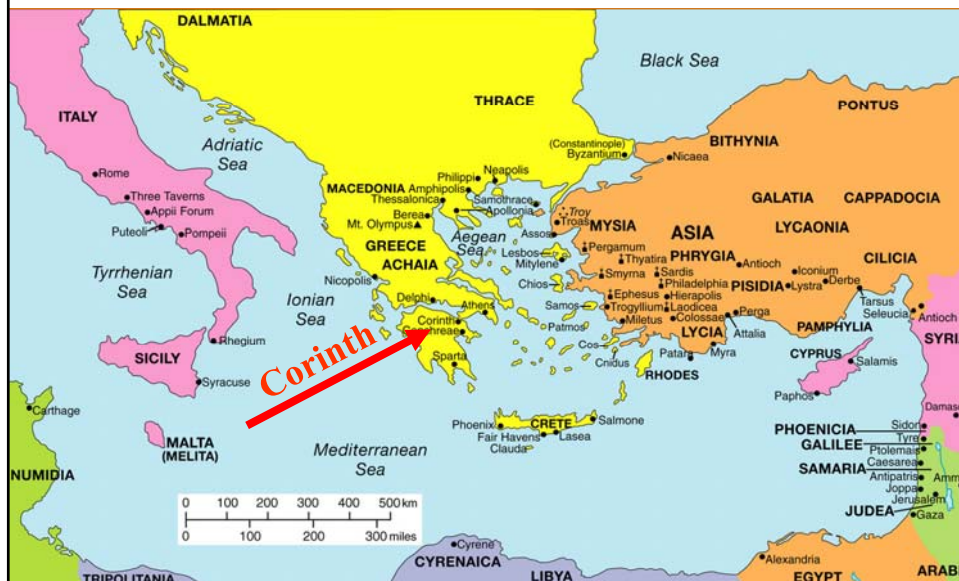 DALMATIA
Black Sea
THRACE
PONTUS
ITALY
(Constantinople)
Byzantium
BITHYNIA
Adriatic
Sea
Nicaea
Rome
Philippi
Neapolis
MACEDONIA
Amphipolis
Thessalonica
Samothrace
Apollonia
GALATIA
CAPPADOCIA
Three Taverns
Appii Forum
Puteoli
Pompeii
Berea
Mt. Olympus
Troy
Troas
Assos
MYSIA
ASIA
LYCAONIA
GREECE
ACHAIA
Aegean
Sea
Lesbos
Mitylene
Pergamum
Thyatira
PHRYGIA
Antioch
CILICIA
Tyrrhenian
Sea
Nicopolis
Chios
Smyrna
Sardis
Philadelphia
PISIDIA
Iconium
Lystra
Derbe
Ionian
Sea
Delphi
Athens
Samos
Ephesus
Trogyllium
Miletus
Hierapolis
Laodicea
Colossae
Perga
Tarsus
Seleucia
Antioch
Rhegium
Corinth
Corinth
Patmos
LYCIA
Attalia
PAMPHYLIA
SYRIA
SICILY
Sparta
Cos
Cnidus
Patara
Myra
CYPRUS
Salamis
Syracuse
RHODES
Paphos
Carthage
Phoenix
CRETE
Salmone
Fair Havens
Lasea
Clauda
MALTA
(MELITA)
Mediterranean
Sea
PHOENICIA
Sidon
Tyre
GALILEE
Ptolemais
SAMARIA
Caesarea
Antipatris
Joppa
Jerusalem
JUDEA
Gaza
Damas
Amm
NUMIDIA
0 100 200 300 400 500 km
0 100 200 300 miles
Cyrene
CYRENAICA
Alexandria
TRIPOLITANIA
LIBYA
EGYPT
ARAB